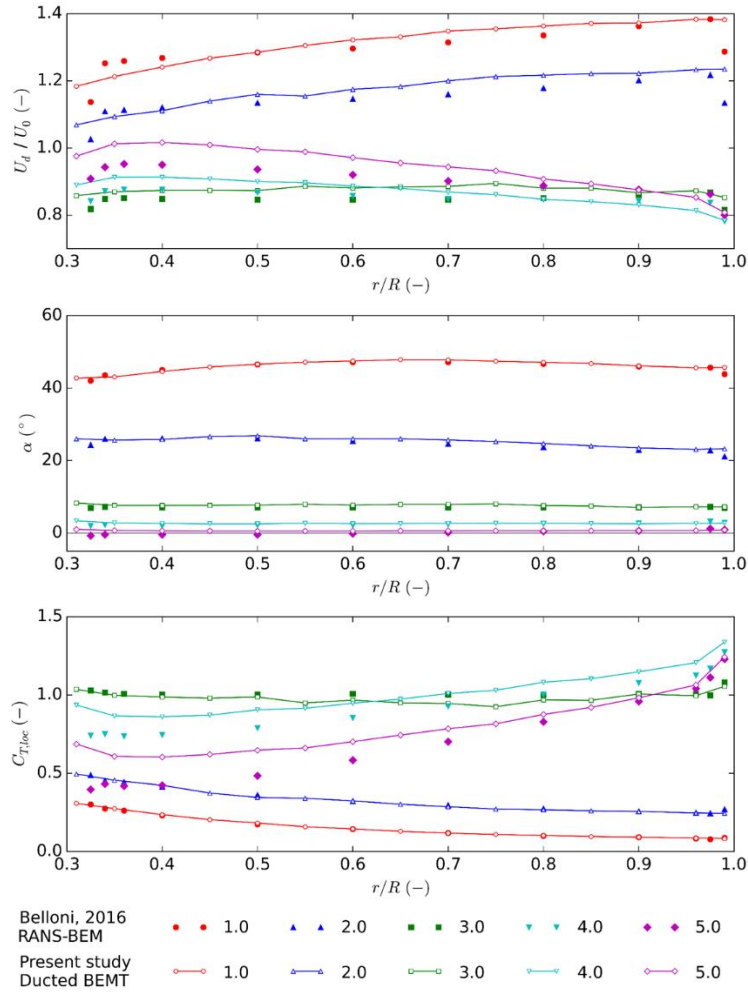 1.4
1.2
1.0
0.8
U_d / U_0 (−)
0.3 0.4 0.5 0.6 0.7 0.8 0.9 1.0
r/R (−)
60
40
20
0
α (°)
0.3 0.4 0.5 0.6 0.7 0.8 0.9 1.0
r/R (−)
1.5
1.0
0.5
0.0
C_{T,loc} (−)
0.3 0.4 0.5 0.6 0.7 0.8 0.9 1.0
r/R (−)
Belloni, 2016
RANS-BEM
1.0 2.0 3.0 4.0 5.0
Present study
Ducted BEMT
1.0 2.0 3.0 4.0 5.0